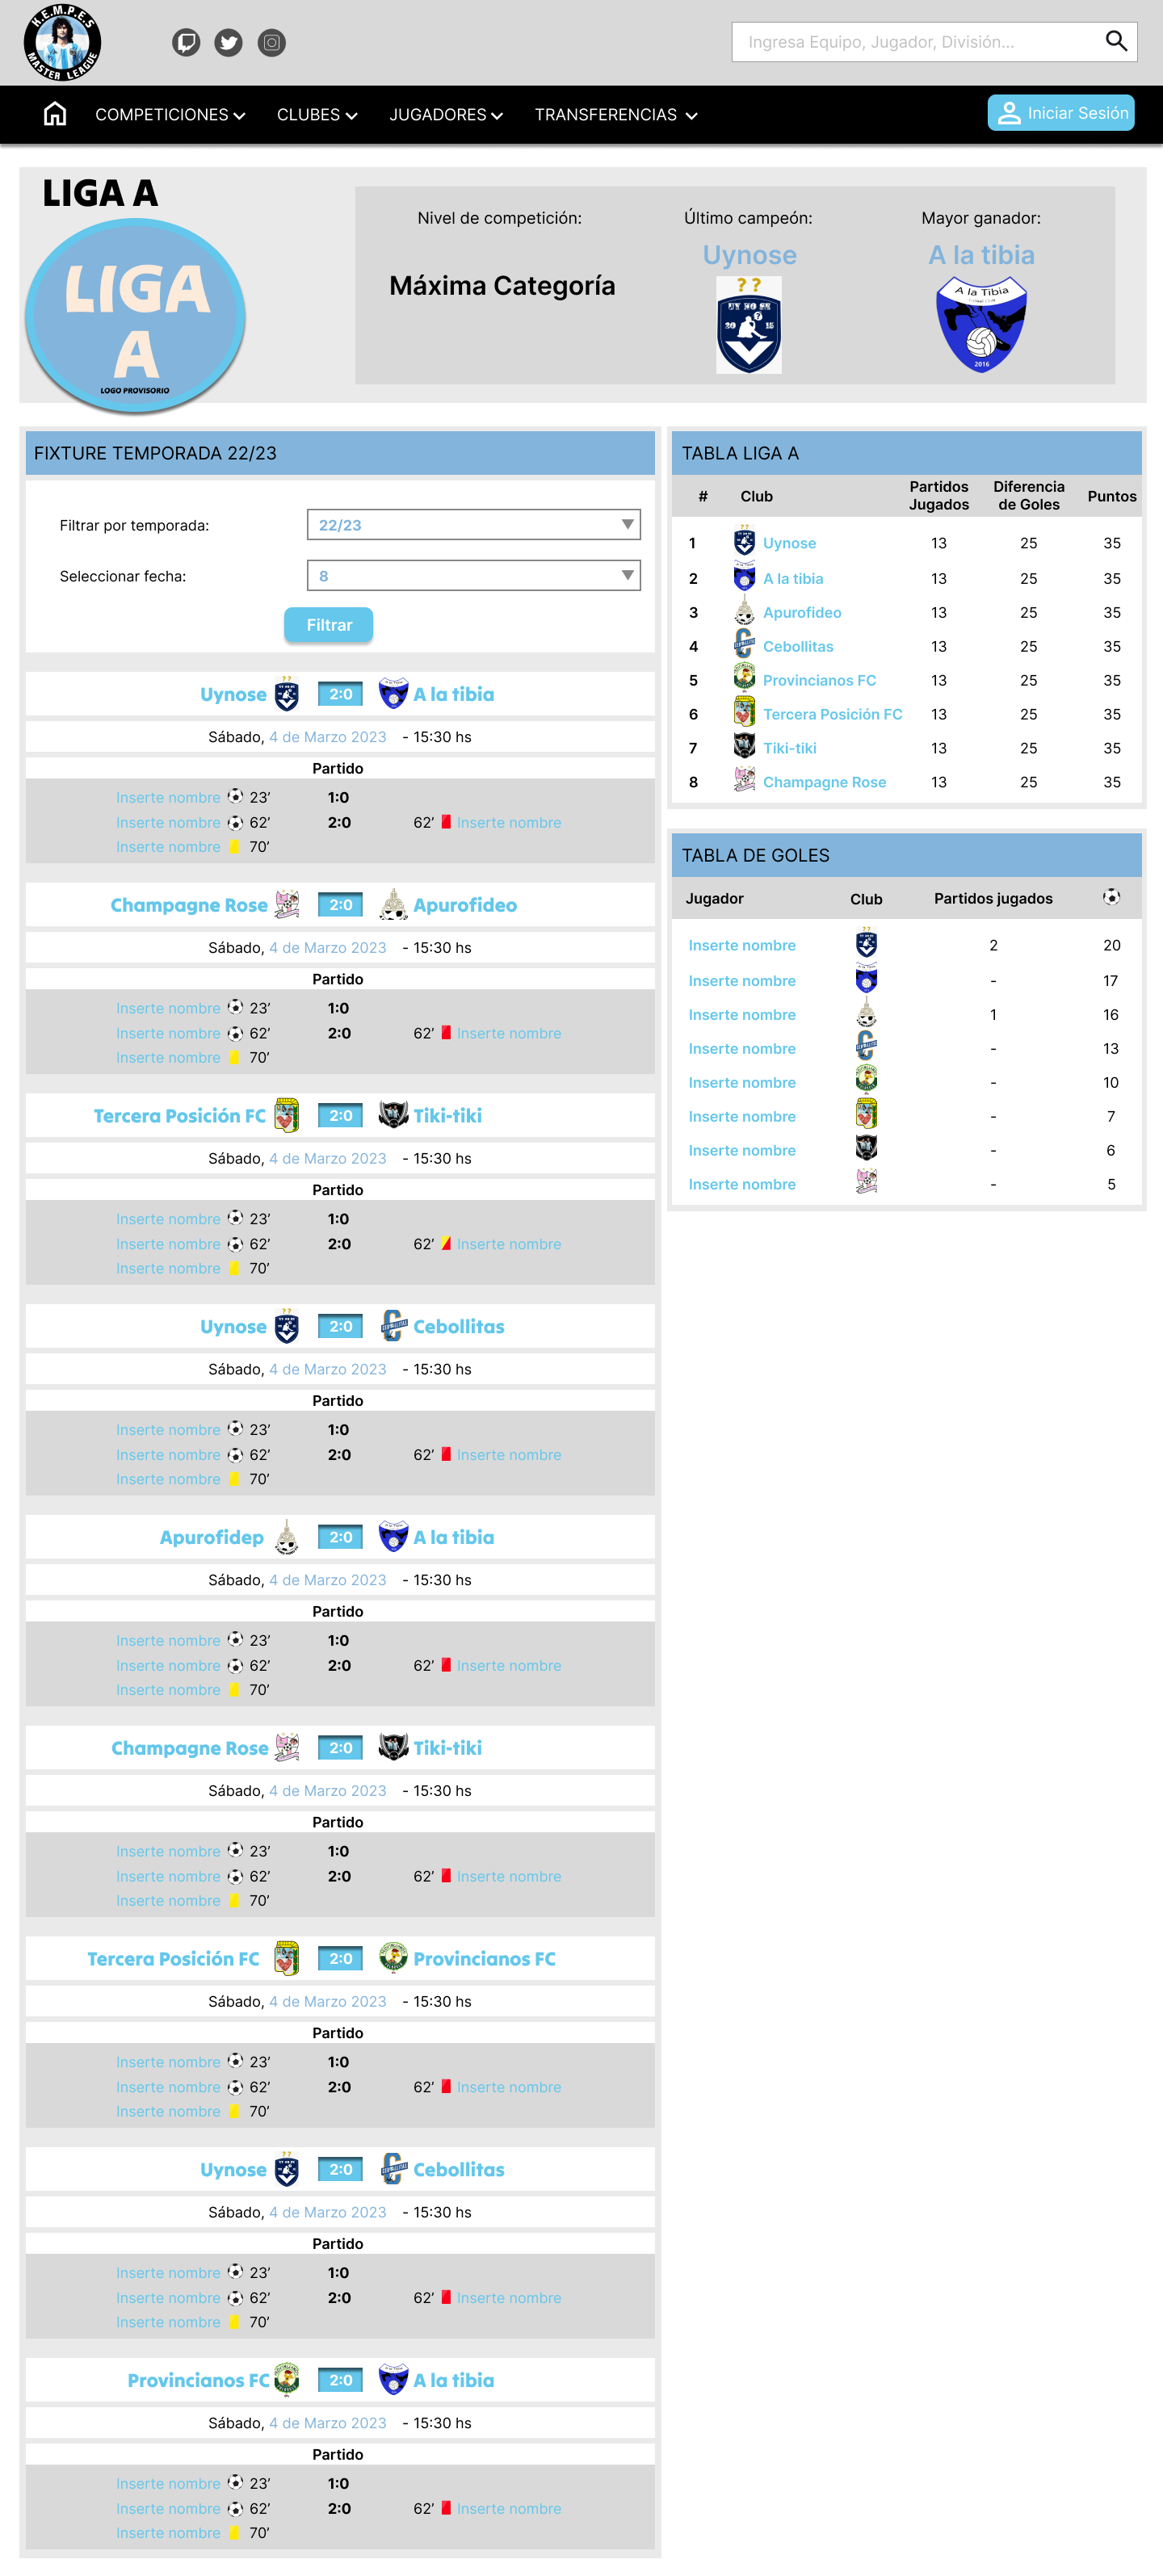 K.E.M.P.E.S
MASTER LEAGUE
Ingresa Equipo, Jugador, División...
COMPETICIONES CLUBES JUGADORES TRANSFERENCIAS Iniciar Sesión
LIGA A
LIGA
A
LOGO PROVISORIO
Nivel de competición: Último campeón: Mayor ganador:
Máxima Categoría Uynose A la tibia
? ?
UY NO SE
20 15
A la Tibia
Football Club
2016
FIXTURE TEMPORADA 22/23
Filtrar por temporada: 22/23
Seleccionar fecha: 8
Filtrar
Uynose 2:0 A la tibia
Sábado, 4 de Marzo 2023 - 15:30 hs
Partido
Inserte nombre 23’ 1:0
Inserte nombre 62’ 2:0 62’ Inserte nombre
Inserte nombre 70’
Champagne Rose 2:0 Apurofideo
Sábado, 4 de Marzo 2023 - 15:30 hs
Partido
Inserte nombre 23’ 1:0
Inserte nombre 62’ 2:0 62’ Inserte nombre
Inserte nombre 70’
Tercera Posición FC 2:0 Tiki-tiki
Sábado, 4 de Marzo 2023 - 15:30 hs
Partido
Inserte nombre 23’ 1:0
Inserte nombre 62’ 2:0 62’ Inserte nombre
Inserte nombre 70’
Uynose 2:0 Cebollitas
Sábado, 4 de Marzo 2023 - 15:30 hs
Partido
Inserte nombre 23’ 1:0
Inserte nombre 62’ 2:0 62’ Inserte nombre
Inserte nombre 70’
Apurofidep 2:0 A la tibia
Sábado, 4 de Marzo 2023 - 15:30 hs
Partido
Inserte nombre 23’ 1:0
Inserte nombre 62’ 2:0 62’ Inserte nombre
Inserte nombre 70’
Champagne Rose 2:0 Tiki-tiki
Sábado, 4 de Marzo 2023 - 15:30 hs
Partido
Inserte nombre 23’ 1:0
Inserte nombre 62’ 2:0 62’ Inserte nombre
Inserte nombre 70’
Tercera Posición FC 2:0 Provincianos FC
Sábado, 4 de Marzo 2023 - 15:30 hs
Partido
Inserte nombre 23’ 1:0
Inserte nombre 62’ 2:0 62’ Inserte nombre
Inserte nombre 70’
Uynose 2:0 Cebollitas
Sábado, 4 de Marzo 2023 - 15:30 hs
Partido
Inserte nombre 23’ 1:0
Inserte nombre 62’ 2:0 62’ Inserte nombre
Inserte nombre 70’
Provincianos FC 2:0 A la tibia
Sábado, 4 de Marzo 2023 - 15:30 hs
Partido
Inserte nombre 23’ 1:0
Inserte nombre 62’ 2:0 62’ Inserte nombre
Inserte nombre 70’
TABLA LIGA A
# Club Partidos Jugados Diferencia de Goles Puntos
1 Uynose 13 25 35
2 A la tibia 13 25 35
3 Apurofideo 13 25 35
4 Cebollitas 13 25 35
5 Provincianos FC 13 25 35
6 Tercera Posición FC 13 25 35
7 Tiki-tiki 13 25 35
8 Champagne Rose 13 25 35
TABLA DE GOLES
Jugador Club Partidos jugados
Inserte nombre 2 20
Inserte nombre - 17
Inserte nombre 1 16
Inserte nombre - 13
Inserte nombre - 10
Inserte nombre - 7
Inserte nombre - 6
Inserte nombre - 5